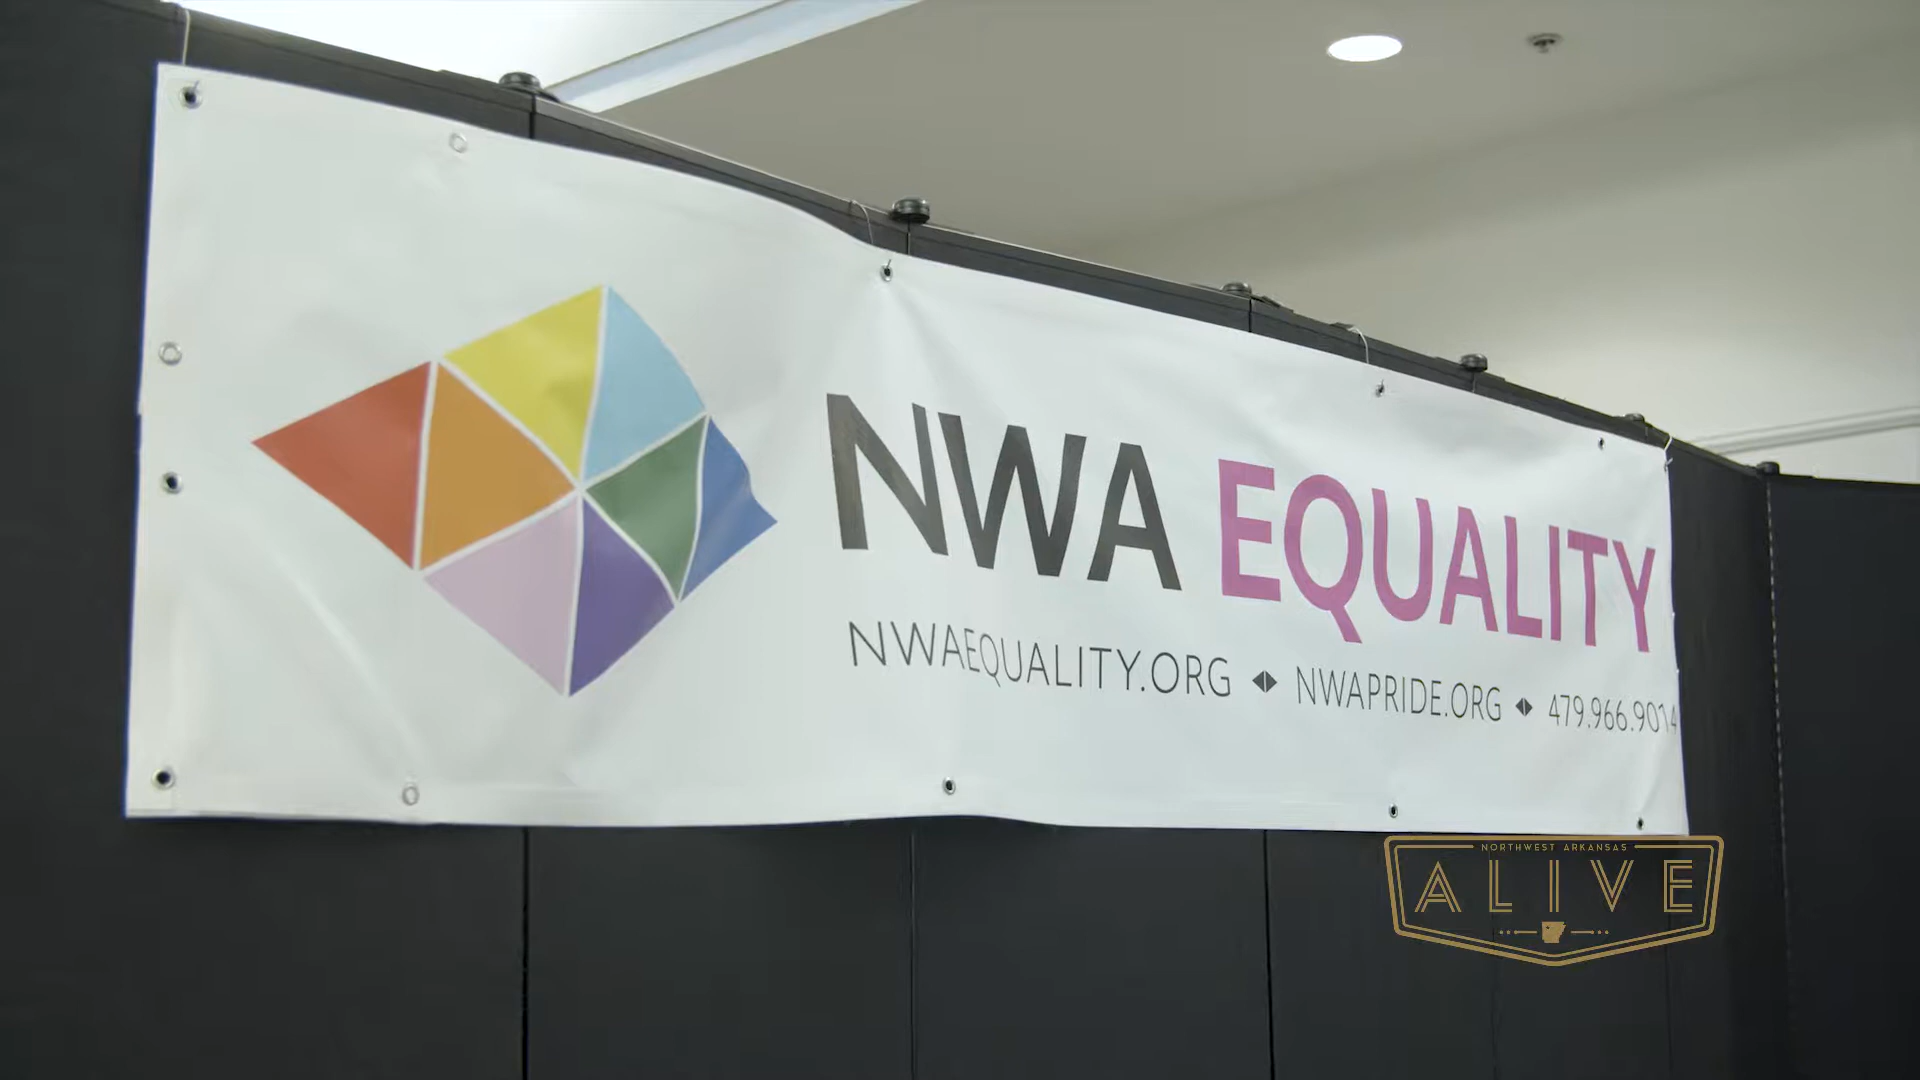 NWA EQUALITY
NWAEQUALITY.ORG ♦ NWAPRIDE.ORG ♦ 479.966.9014
NORTHWEST ARKANSAS
ALIVE